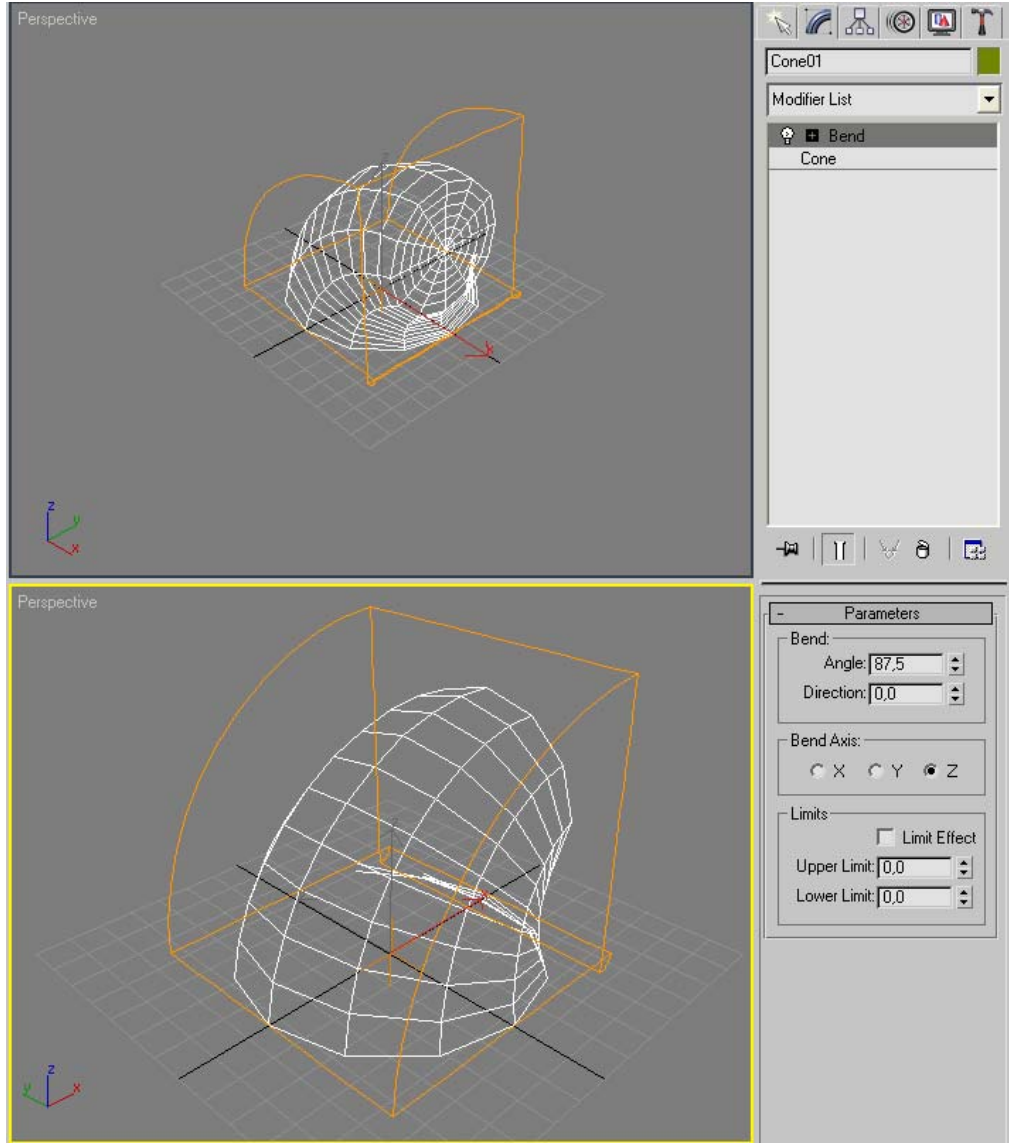 Perspective
z
y
x
x
Perspective
z
y
x
x
Cone01
Modifier List
Bend
Cone
Parameters
Bend:
Angle: 87,5
Direction: 0,0
Bend Axis:
X Y Z
Limits
Limit Effect
Upper Limit: 0,0
Lower Limit: 0,0